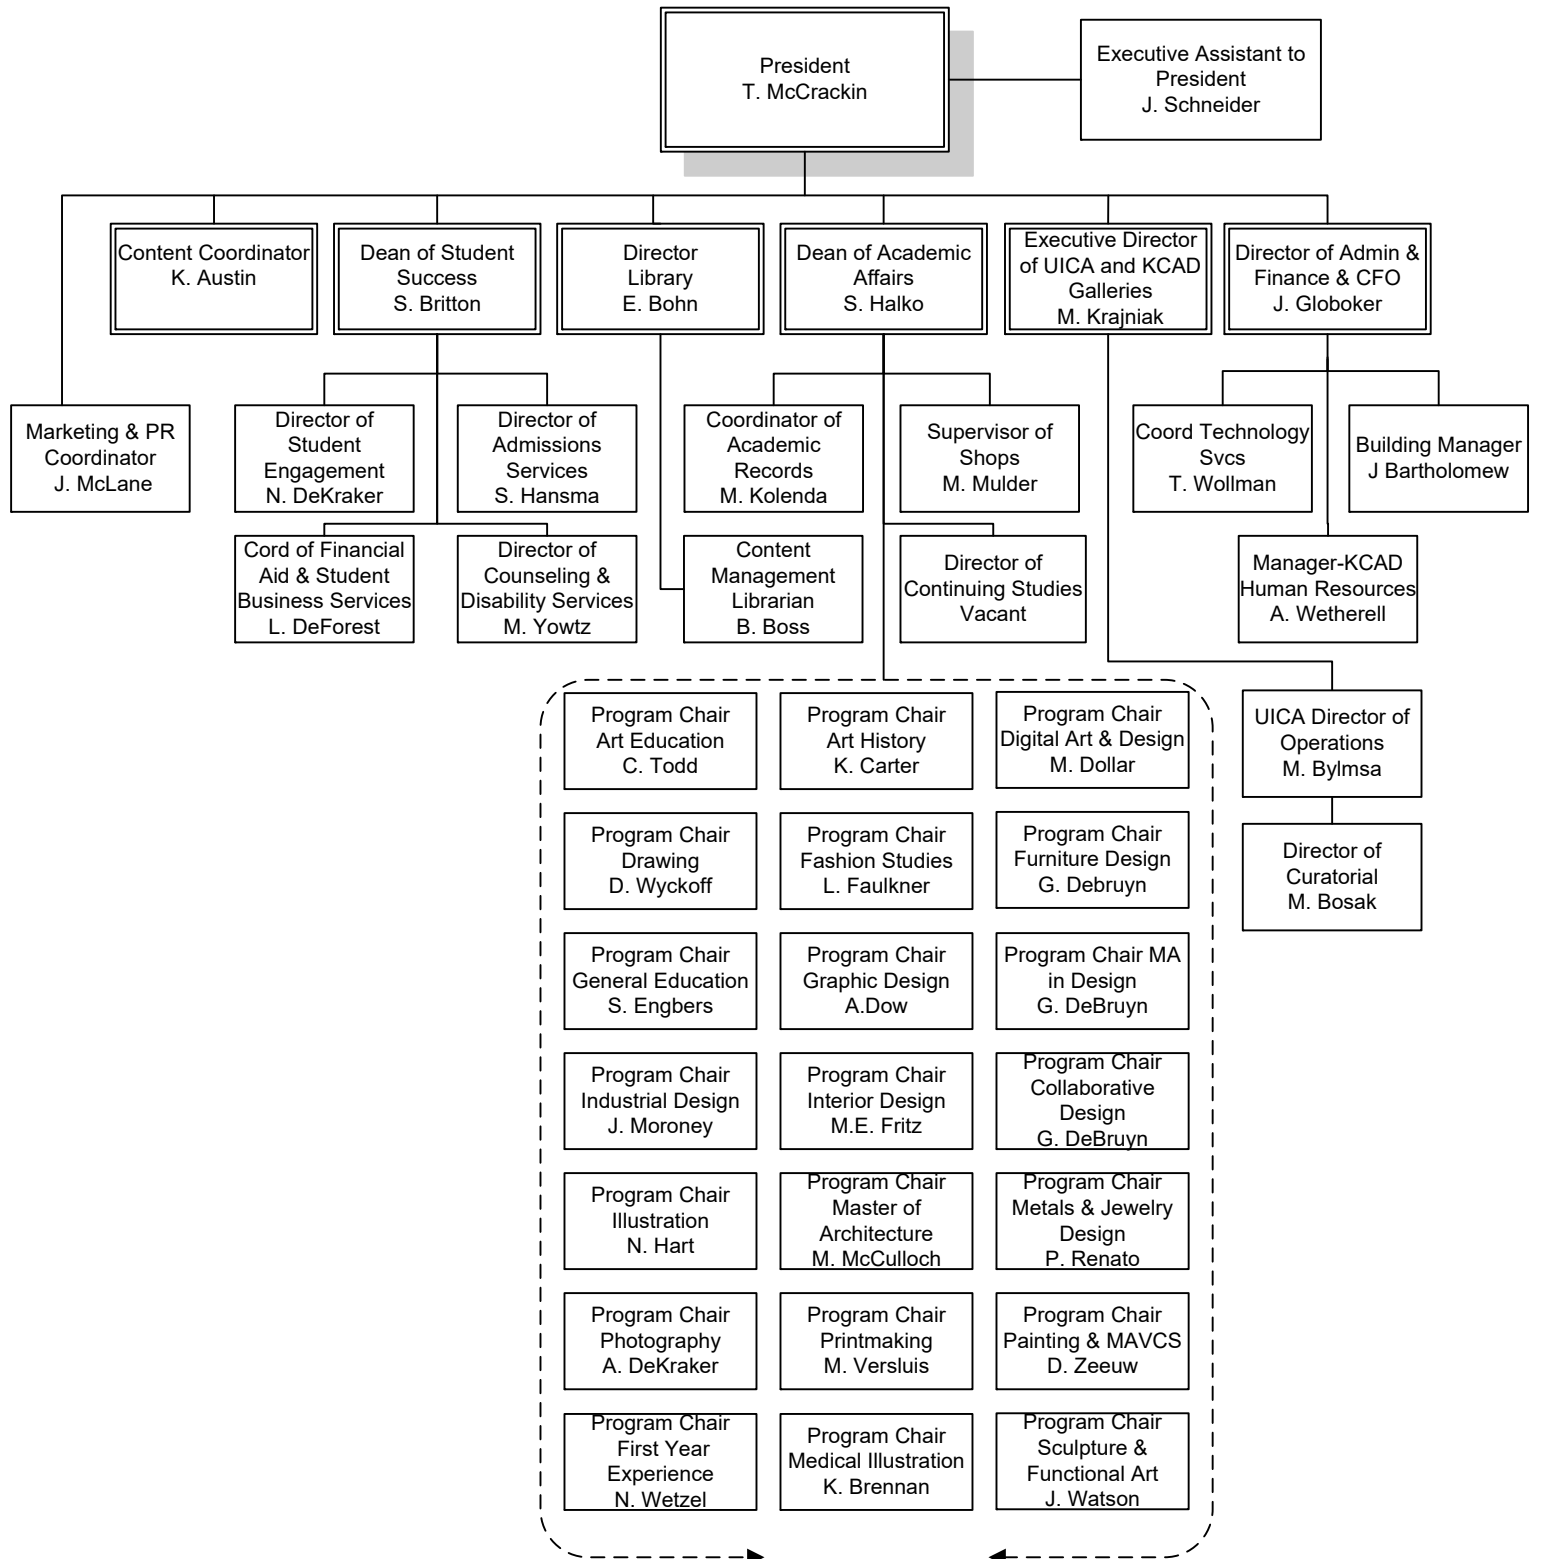 President
T. McCrackin
Executive Assistant to
President
J. Schneider
Content Coordinator
K. Austin
Dean of Student
Success
S. Britton
Director
Library
E. Bohn
Dean of Academic
Affairs
S. Halko
Executive Director
of UICA and KCAD
Galleries
M. Krajniak
Director of Admin &
Finance & CFO
J. Globoker
Marketing & PR
Coordinator
J. McLane
Director of
Student
Engagement
N. DeKraker
Director of
Admissions
Services
S. Hansma
Coordinator of
Academic
Records
M. Kolenda
Supervisor of
Shops
M. Mulder
Coord Technology
Svcs
T. Wollman
Building Manager
J Bartholomew
Cord of Financial
Aid & Student
Business Services
L. DeForest
Director of
Counseling &
Disability Services
M. Yowtz
Content
Management
Librarian
B. Boss
Director of
Continuing Studies
Vacant
Manager-KCAD
Human Resources
A. Wetherell
UICA Director of
Operations
M. Bylmsa
Director of
Curatorial
M. Bosak
Program Chair
Art Education
C. Todd
Program Chair
Art History
K. Carter
Program Chair
Digital Art & Design
M. Dollar
Program Chair
Drawing
D. Wyckoff
Program Chair
Fashion Studies
L. Faulkner
Program Chair
Furniture Design
G. Debruyn
Program Chair
General Education
S. Engbers
Program Chair
Graphic Design
A.Dow
Program Chair MA
in Design
G. DeBruyn
Program Chair
Industrial Design
J. Moroney
Program Chair
Interior Design
M.E. Fritz
Program Chair
Collaborative
Design
G. DeBruyn
Program Chair
Illustration
N. Hart
Program Chair
Master of
Architecture
M. McCulloch
Program Chair
Metals & Jewelry
Design
P. Renato
Program Chair
Photography
A. DeKraker
Program Chair
Printmaking
M. Versluis
Program Chair
Painting & MAVCS
D. Zeeuw
Program Chair
First Year
Experience
N. Wetzel
Program Chair
Medical Illustration
K. Brennan
Program Chair
Sculpture &
Functional Art
J. Watson